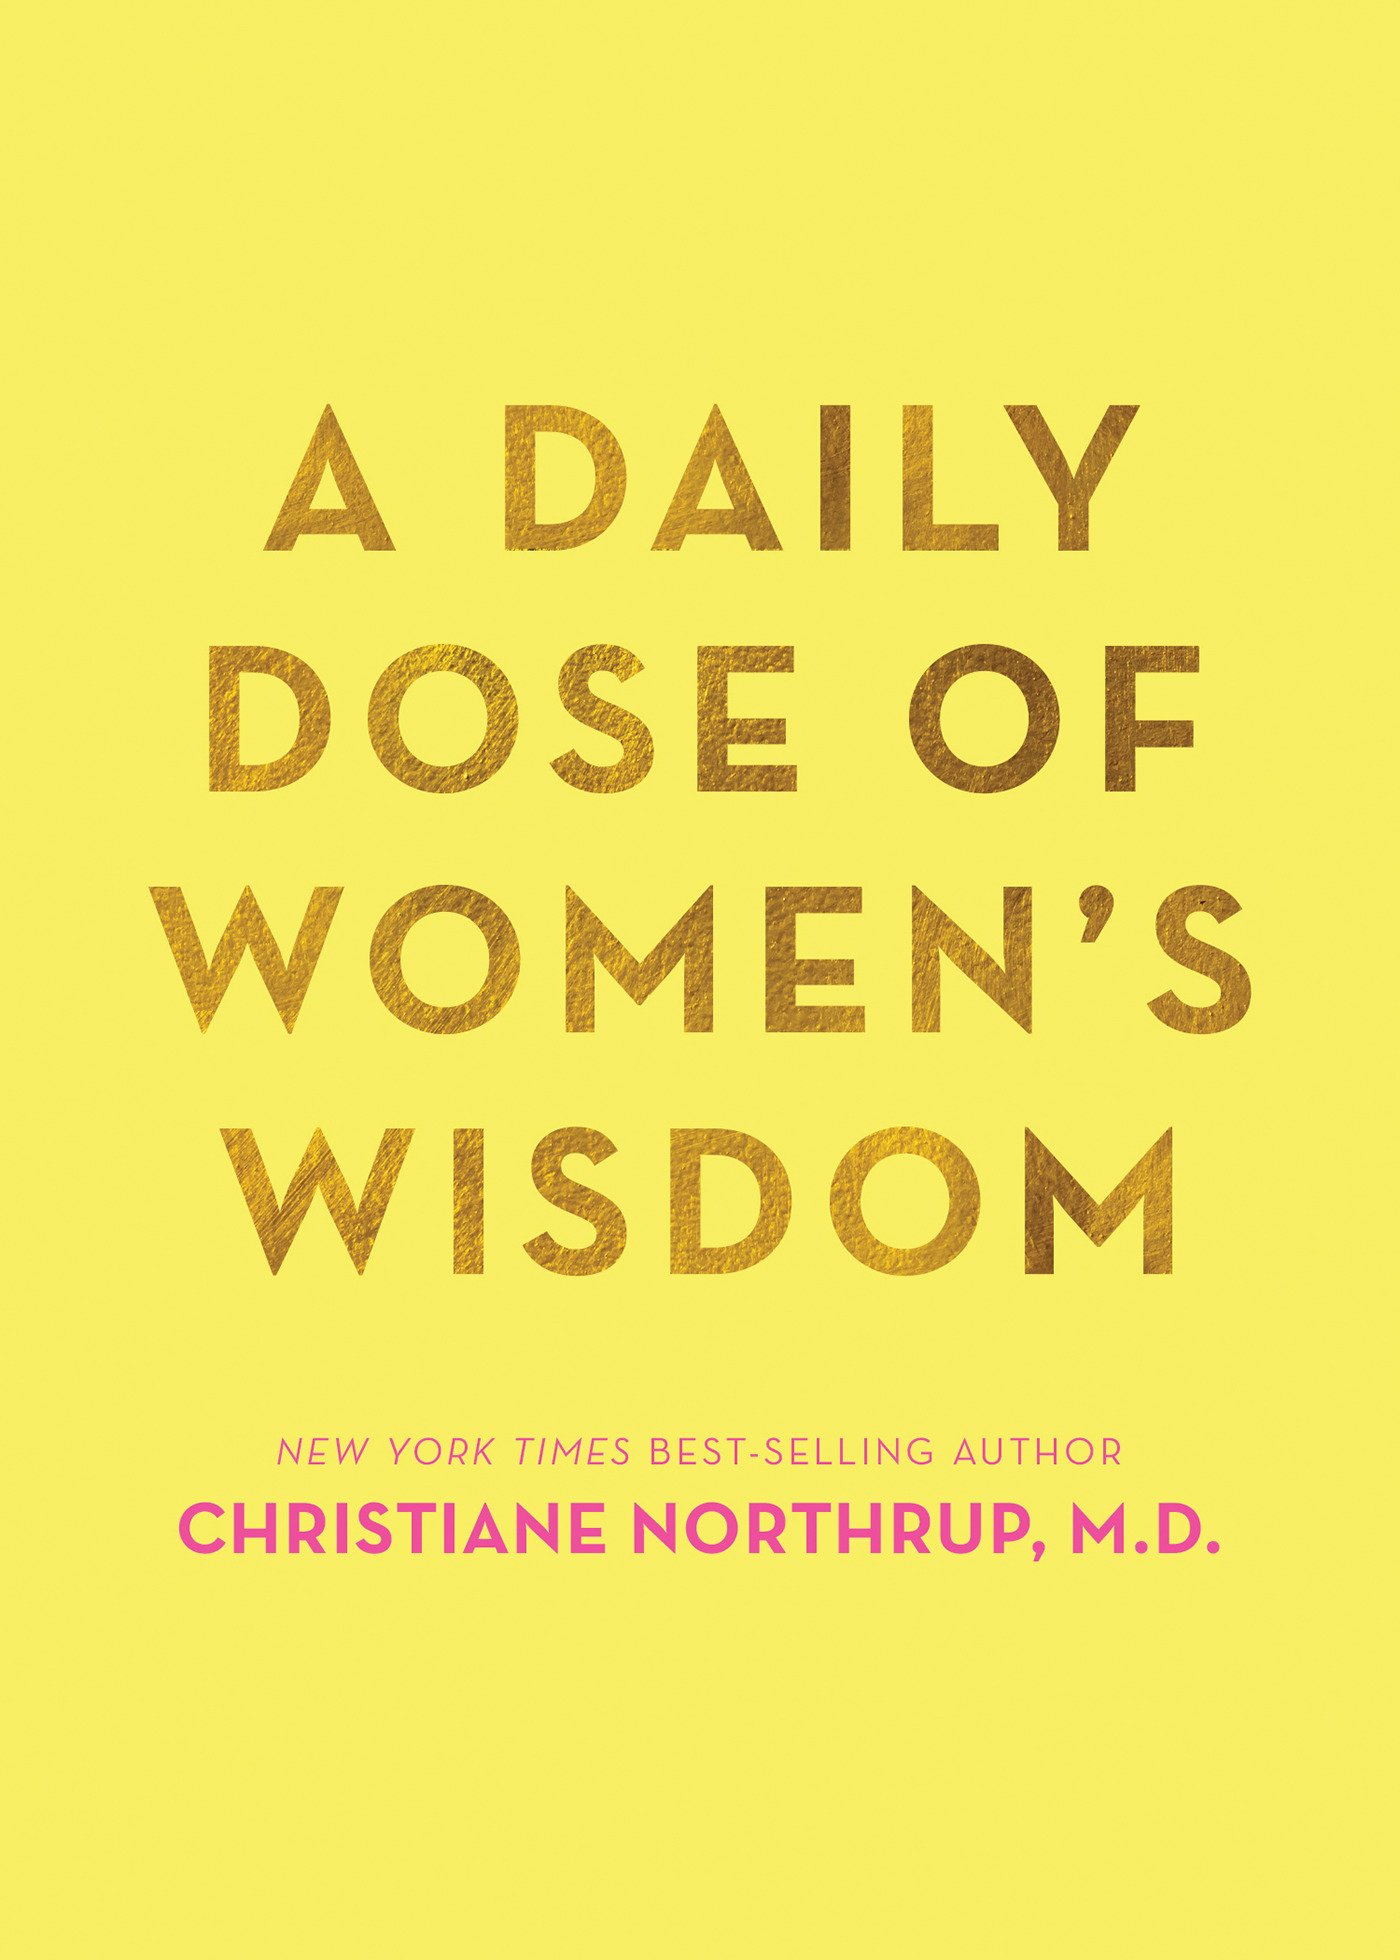 A DAILY
DOSE OF
WOMEN’S
WISDOM
NEW YORK TIMES BEST-SELLING AUTHOR
CHRISTIANE NORTHRUP, M.D.